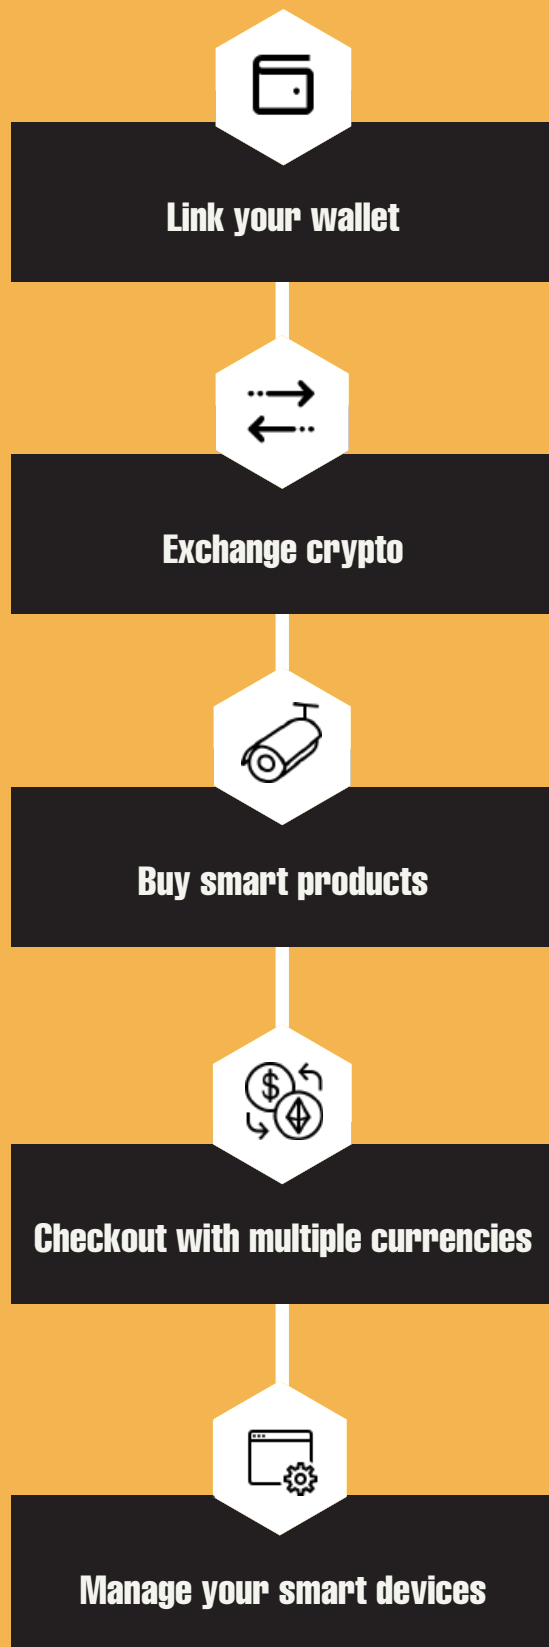 Link your wallet
Exchange crypto
Buy smart products
$
Checkout with multiple currencies
Manage your smart devices